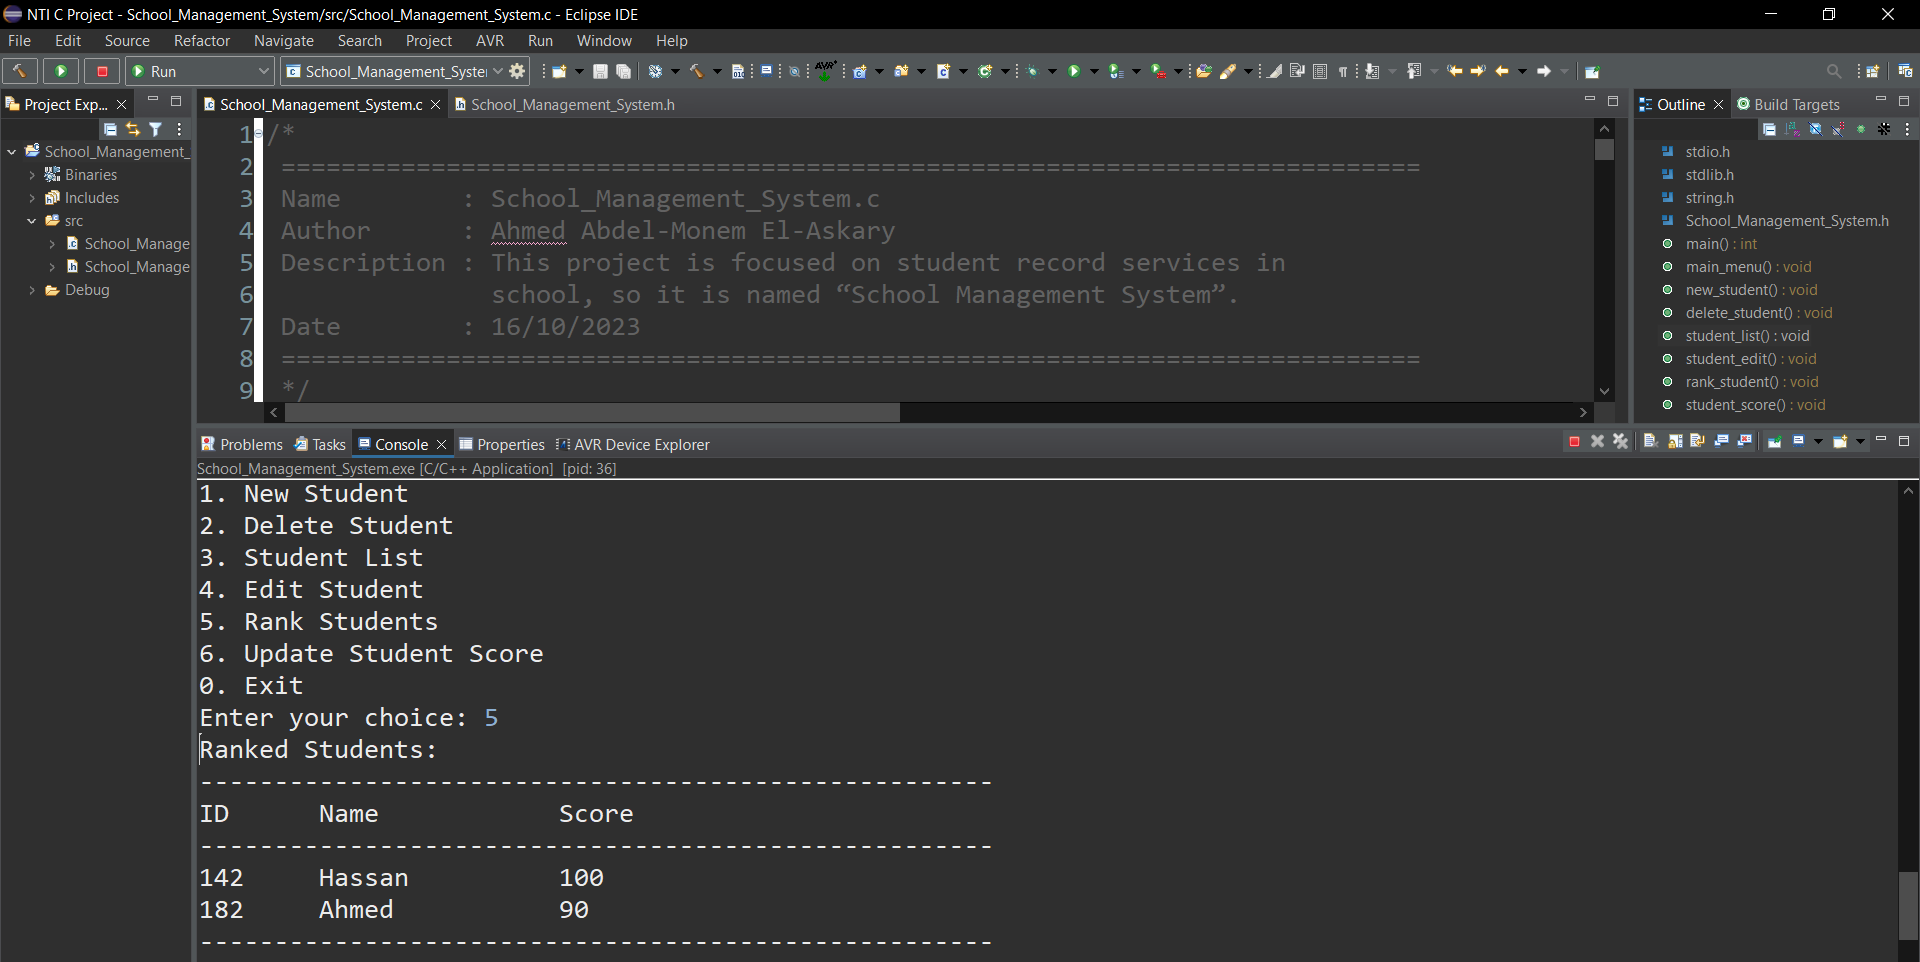 NTI C Project - School_Management_System/src/School_Management_System.c - Eclipse IDE
File Edit Source Refactor Navigate Search Project AVR Run Window Help
Run
School_Management_Syster
Project Exp...
School_Management_System.c
School_Management_System.h
Outline
Build Targets
School_Management_
Binaries
Includes
src
School_Manage
School_Manage
Debug
1 /*
2 ============================================================================
3 Name : School_Management_System.c
4 Author : Ahmed Abdel-Monem El-Askary
5 Description : This project is focused on student record services in
6 school, so it is named “School Management System”.
7 Date : 16/10/2023
8 ============================================================================
9 */
stdio.h
stdlib.h
string.h
School_Management_System.h
main() : int
main_menu() : void
new_student() : void
delete_student() : void
student_list() : void
student_edit() : void
rank_student() : void
student_score() : void
Problems Tasks Console Properties AVR Device Explorer
School_Management_System.exe [C/C++ Application] [pid: 36]
1. New Student
2. Delete Student
3. Student List
4. Edit Student
5. Rank Students
6. Update Student Score
0. Exit
Enter your choice: 5
Ranked Students:
-----------------------------------------------------
ID Name Score
-----------------------------------------------------
142 Hassan 100
182 Ahmed 90
-----------------------------------------------------